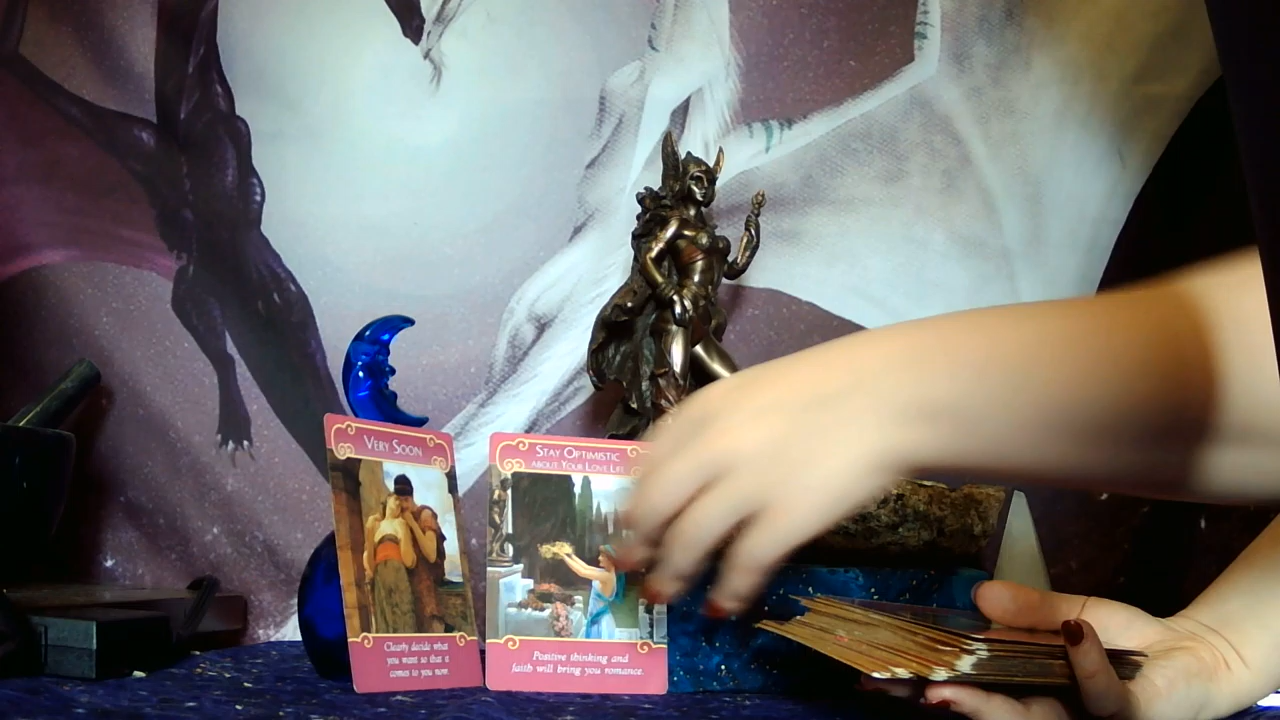 VERY SOON
Clearly decide what
you want so that it
comes to you now.
STAY OPTIMISTIC
ABOUT YOUR LOVE LIFE
Positive thinking and
faith will bring you romance.